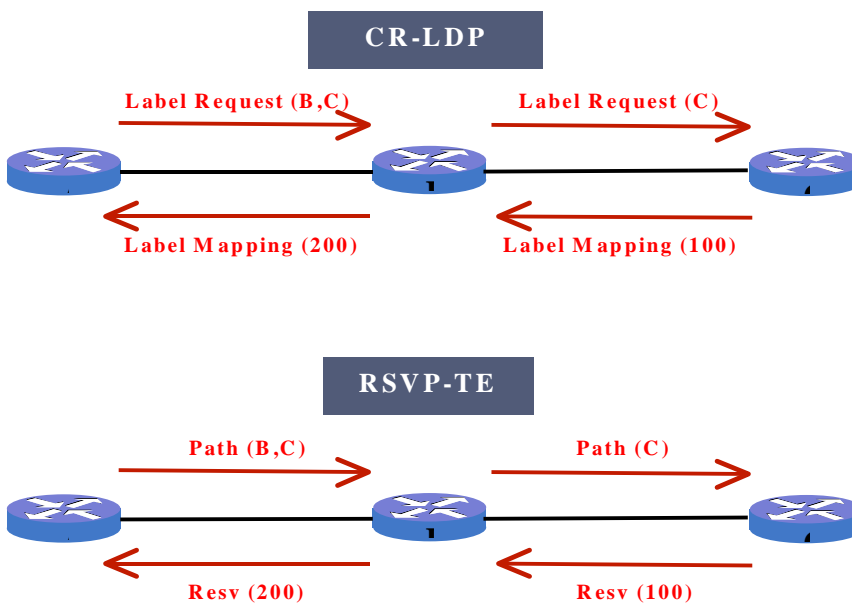 CR-LDP
Label Request (B,C)
Label Request (C)
Label Mapping (200)
Label Mapping (100)
RSVP-TE
Path (B,C)
Path (C)
Resv (200)
Resv (100)